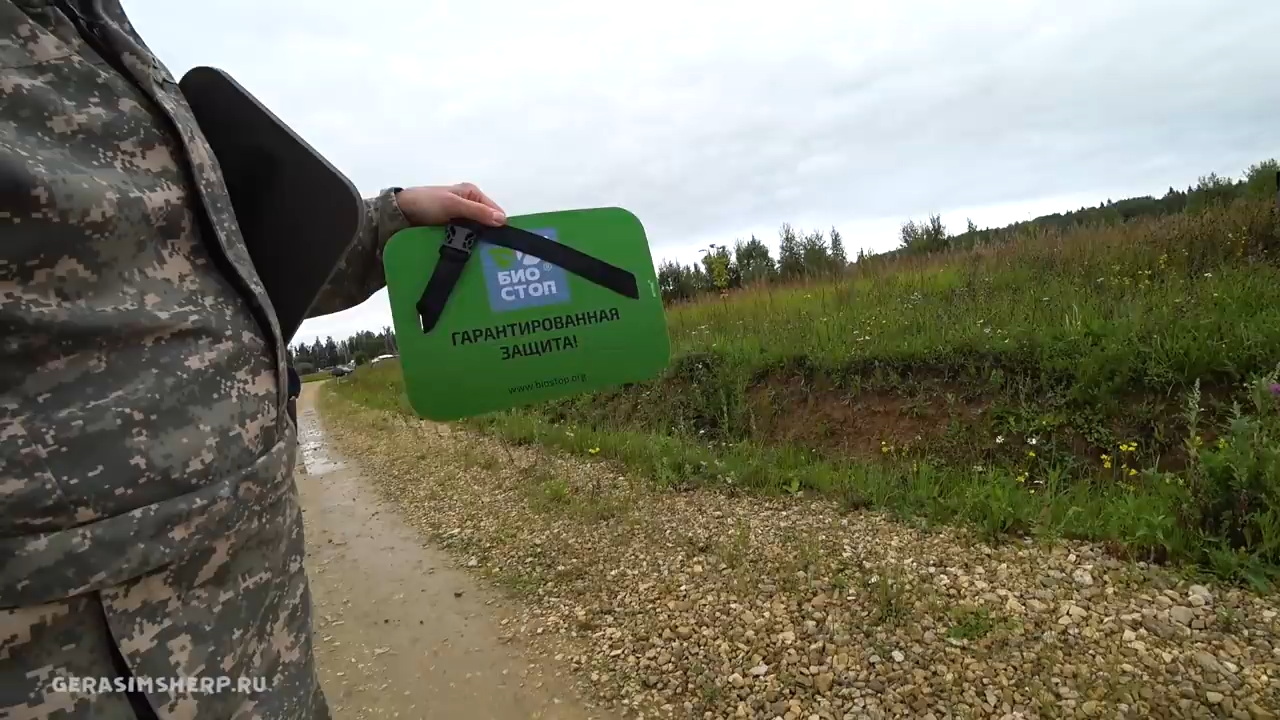 БИО
СТОП®
ГАРАНТИРОВАННАЯ
ЗАЩИТА!
www.biostop.org
GERASIMSHERP.RU